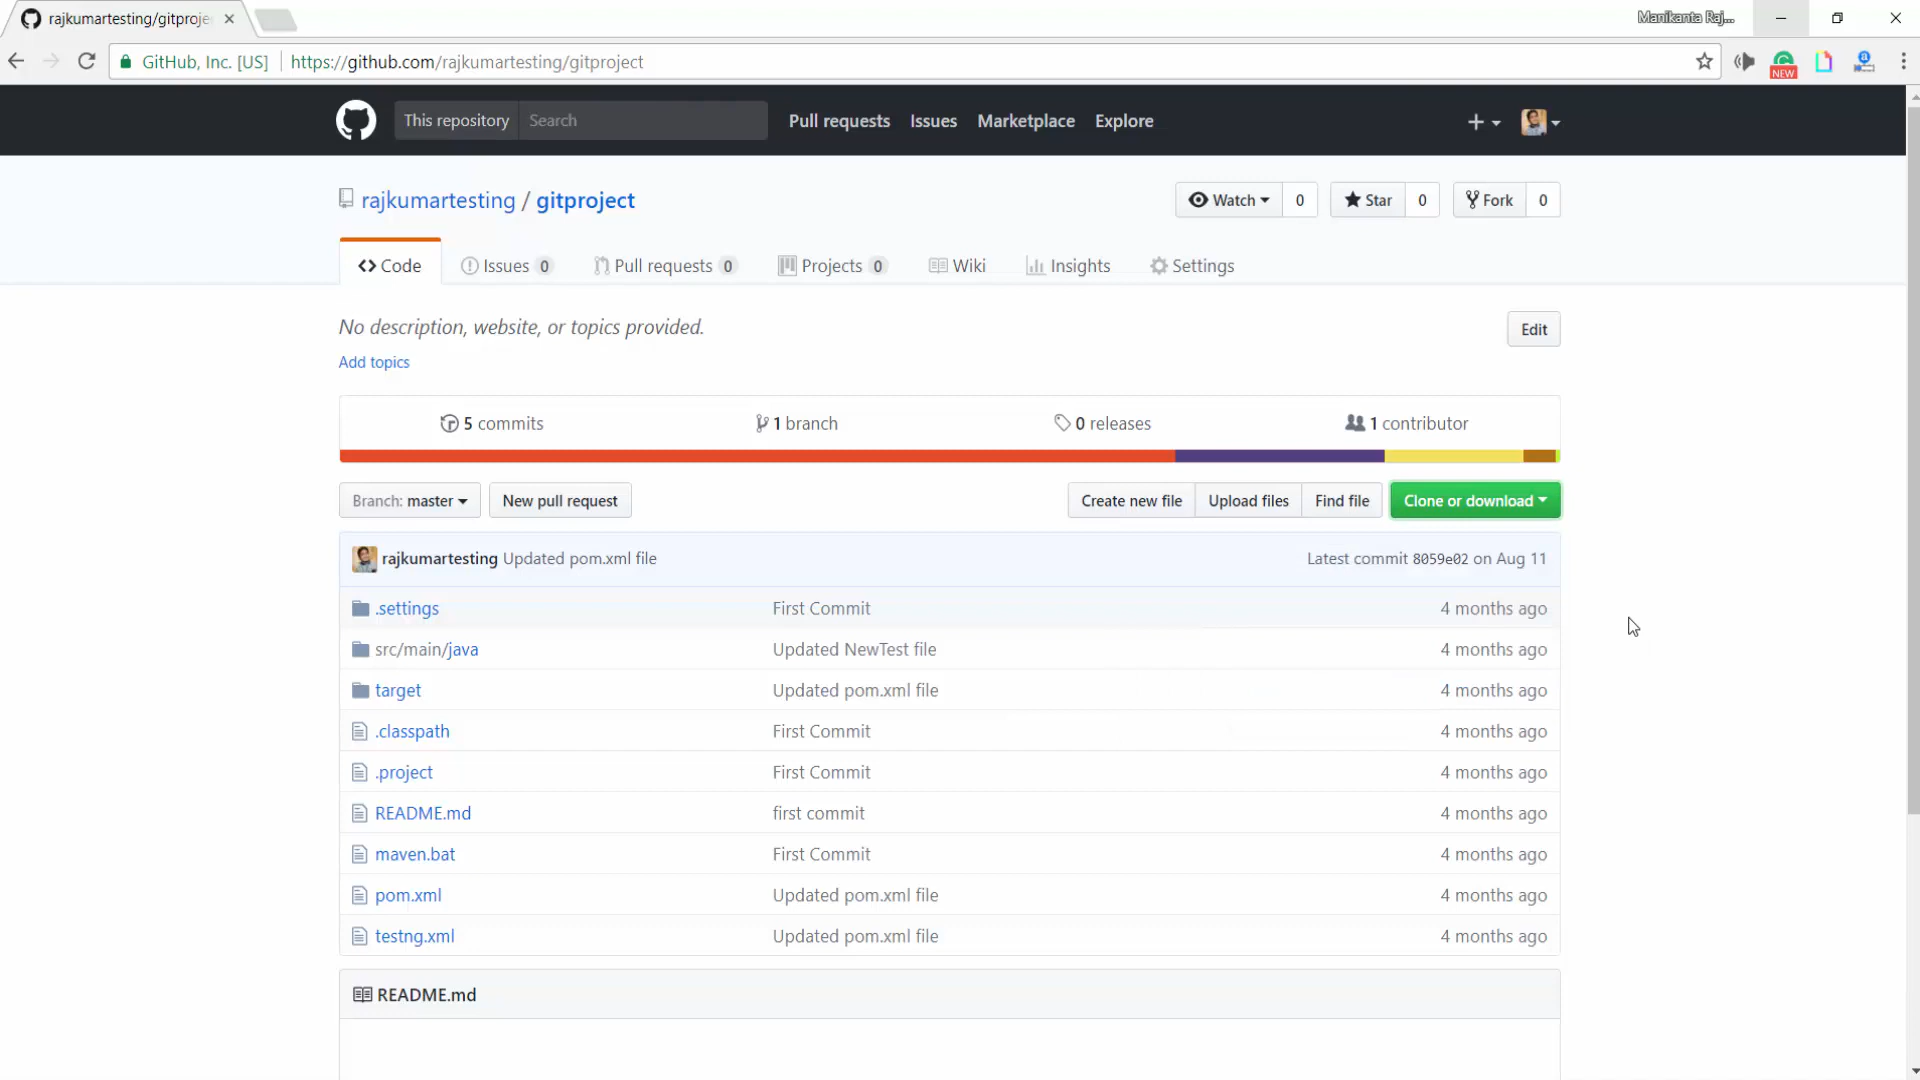 rajkumartesting/gitproje
Manikanta Raj...
GitHub, Inc. [US] https://github.com/rajkumartesting/gitproject
NEW
This repository Search Pull requests Issues Marketplace Explore
rajkumartesting / gitproject Watch 0 Star 0 Fork 0
Code Issues 0 Pull requests 0 Projects 0 Wiki Insights Settings
No description, website, or topics provided. Edit
Add topics
5 commits 1 branch 0 releases 1 contributor
Branch: master New pull request Create new file Upload files Find file Clone or download
rajkumartesting Updated pom.xml file Latest commit 8059e02 on Aug 11
.settings First Commit 4 months ago
src/main/java Updated NewTest file 4 months ago
target Updated pom.xml file 4 months ago
.classpath First Commit 4 months ago
.project First Commit 4 months ago
README.md first commit 4 months ago
maven.bat First Commit 4 months ago
pom.xml Updated pom.xml file 4 months ago
testng.xml Updated pom.xml file 4 months ago
README.md